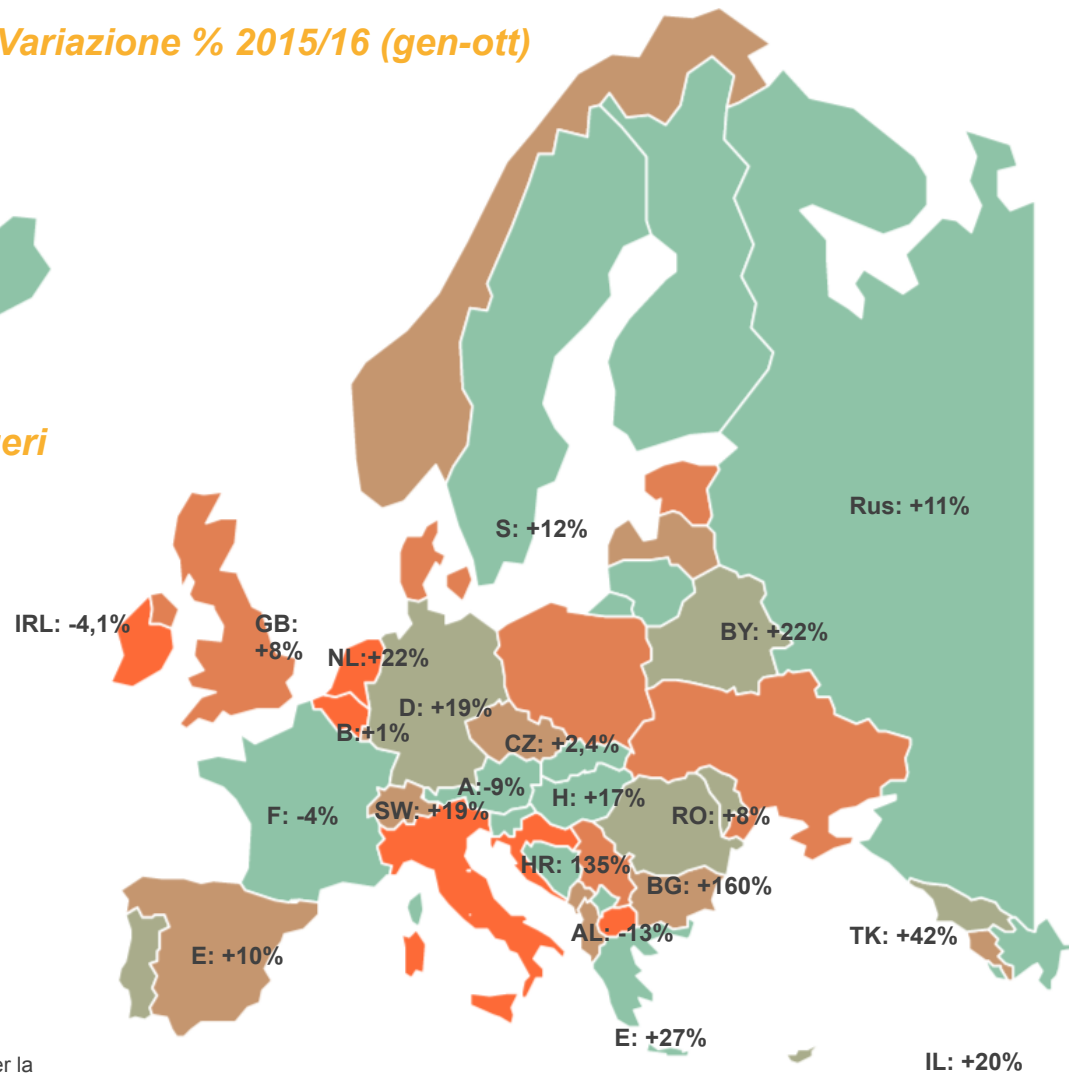 Variazione % 2015/16 (gen-ott)
eri
S: +12%
Rus: +11%
IRL: -4,1%
GB:
+8%
BY: +22%
NL:+22%
D: +19%
B:+1%
CZ: +2,4%
A:-9%
H: +17%
F: -4%
SW: +19%
RO: +8%
HR: 135%
BG: +160%
AL: -13%
TK: +42%
E: +10%
E: +27%
IL: +20%
er la